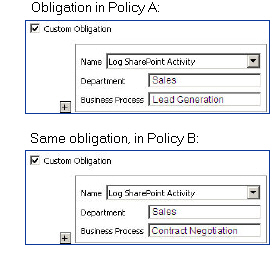 Obligation in Policy A:
Custom Obligation
Name Log SharePoint Activity
Department Sales
Business Process Lead Generation
+
Same obligation, in Policy B:
Custom Obligation
Name Log SharePoint Activity
Department Sales
Business Process Contract Negotiation
+